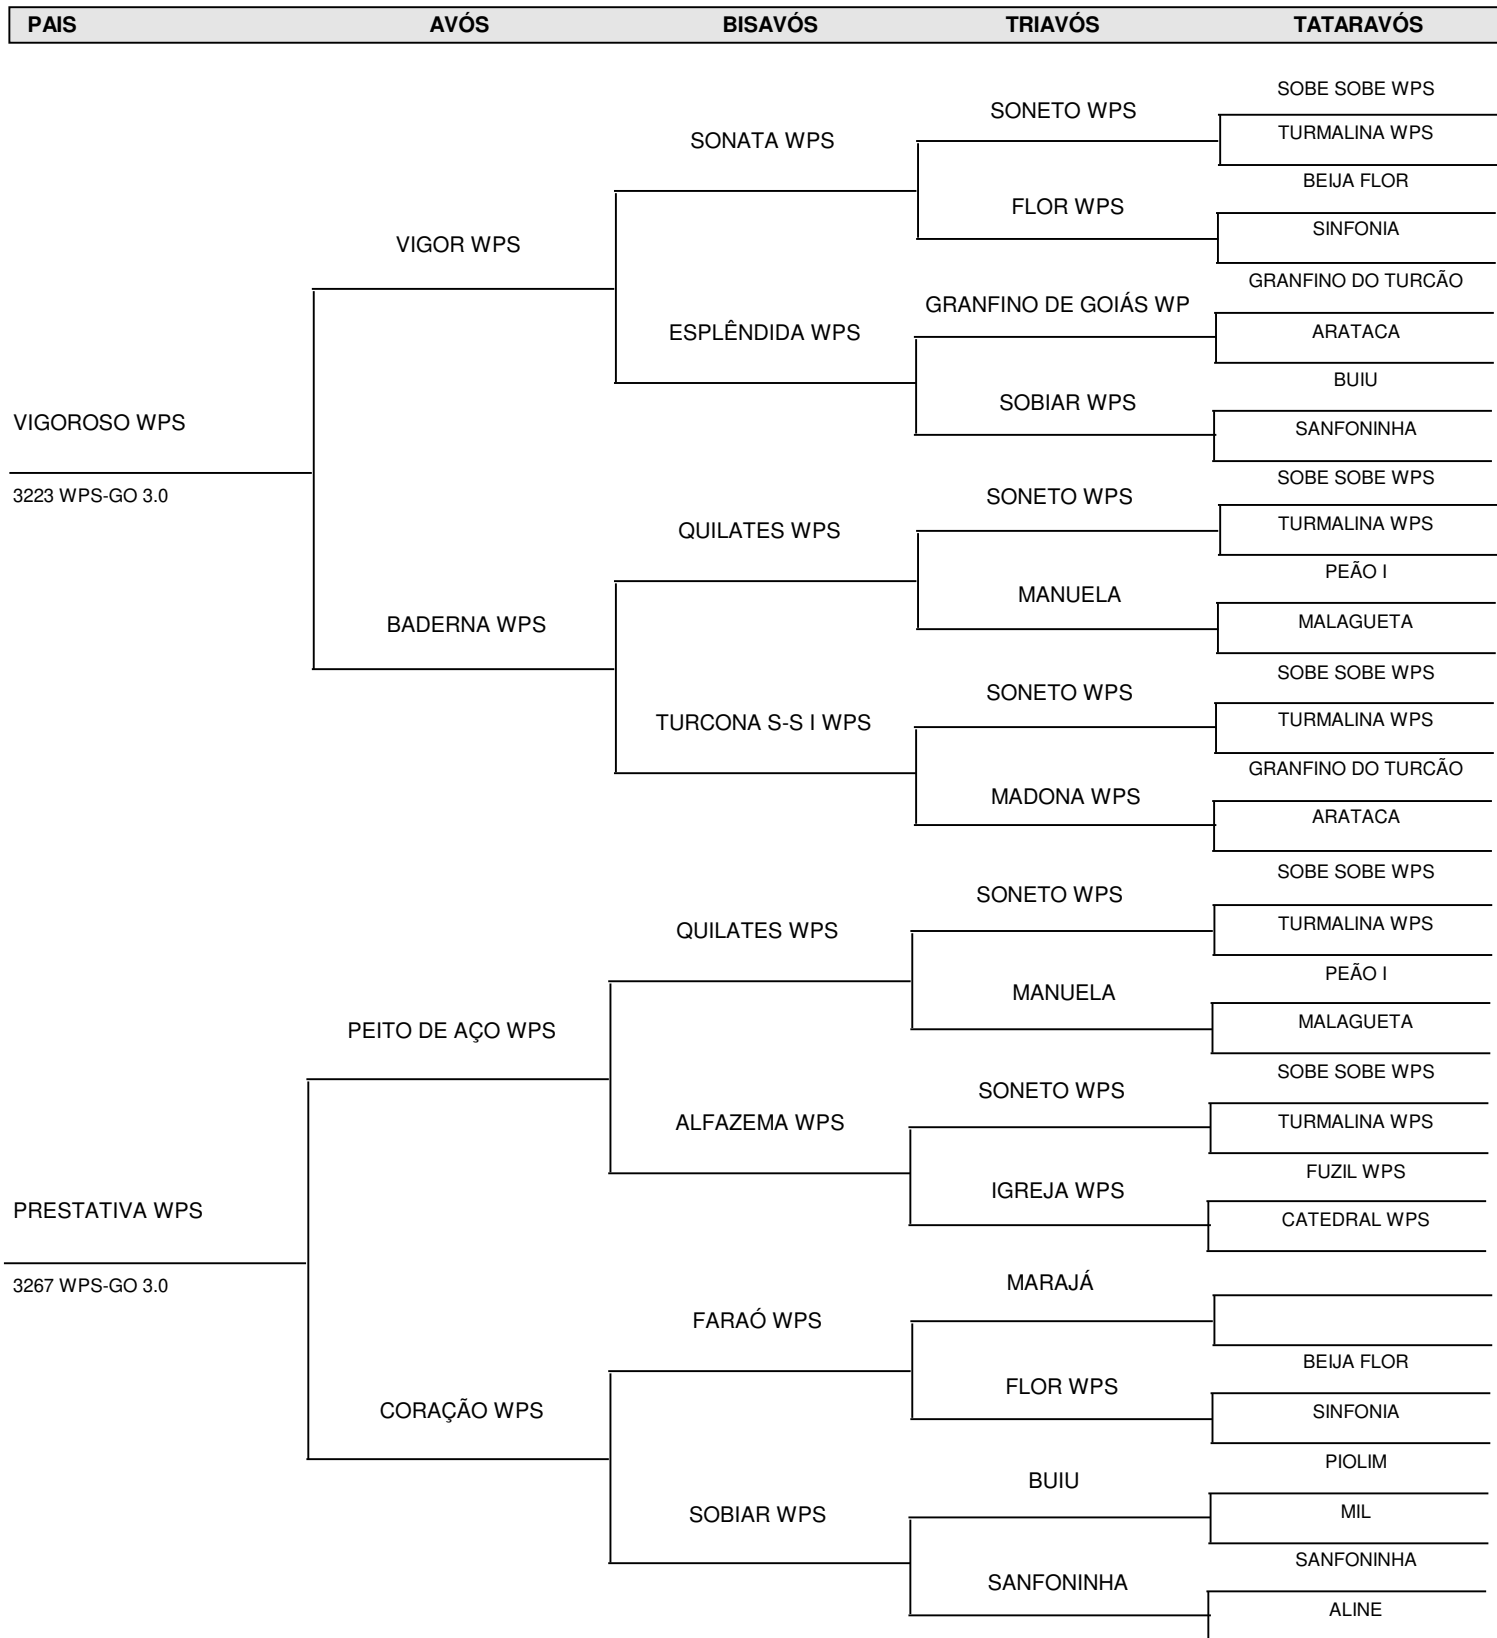 PAIS AVÓS BISAVÓS TRIAVÓS TATARAVÓS
SOBE SOBE WPS
SONETO WPS
TURMALINA WPS
SONATA WPS
BEIJA FLOR
FLOR WPS
SINFONIA
VIGOR WPS
GRANFINO DO TURCÃO
GRANFINO DE GOIÁS WP
ESPLÊNDIDA WPS
ARATACA
BUIU
SOBIAR WPS
VIGOROSO WPS
SANFONINHA
SOBE SOBE WPS
3223 WPS-GO 3.0
SONETO WPS
TURMALINA WPS
QUILATES WPS
PEÃO I
MANUELA
MALAGUETA
BADERNA WPS
SOBE SOBE WPS
SONETO WPS
TURMALINA WPS
TURCONA S-S I WPS
GRANFINO DO TURCÃO
MADONA WPS
ARATACA
SOBE SOBE WPS
SONETO WPS
TURMALINA WPS
QUILATES WPS
PEÃO I
MANUELA
MALAGUETA
PEITO DE AÇO WPS
SOBE SOBE WPS
SONETO WPS
TURMALINA WPS
ALFAZEMA WPS
FUZIL WPS
IGREJA WPS
PRESTATIVA WPS
CATEDRAL WPS
3267 WPS-GO 3.0
MARAJÁ
FARAÓ WPS
BEIJA FLOR
FLOR WPS
CORAÇÃO WPS
SINFONIA
PIOLIM
BUIU
MIL
SOBIAR WPS
SANFONINHA
SANFONINHA
ALINE